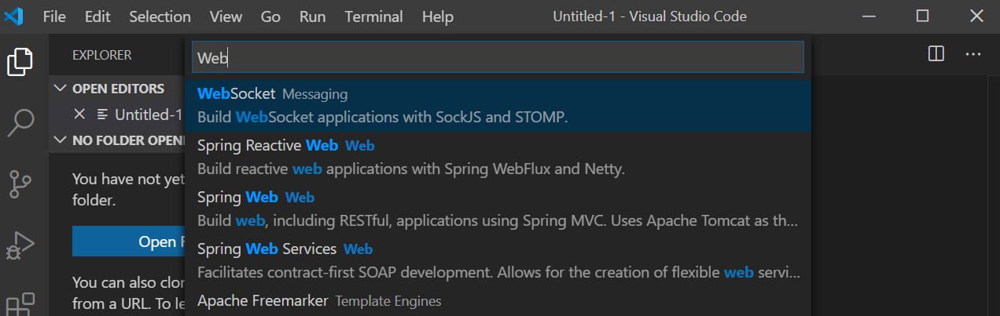 File Edit Selection View Go Run Terminal Help Untitled-1 - Visual Studio Code
EXPLORER
OPEN EDITORS
Untitled-1
NO FOLDER OPEN
You have not yet
folder.
Open
You can also clon
from a URL. To le
Web
WebSocket Messaging
Build WebSocket applications with SockJS and STOMP.
Spring Reactive Web Web
Build reactive web applications with Spring WebFlux and Netty.
Spring Web Web
Build web, including RESTful, applications using Spring MVC. Uses Apache Tomcat as th...
Spring Web Services Web
Facilitates contract-first SOAP development. Allows for the creation of flexible web servi...
Apache Freemarker Template Engines